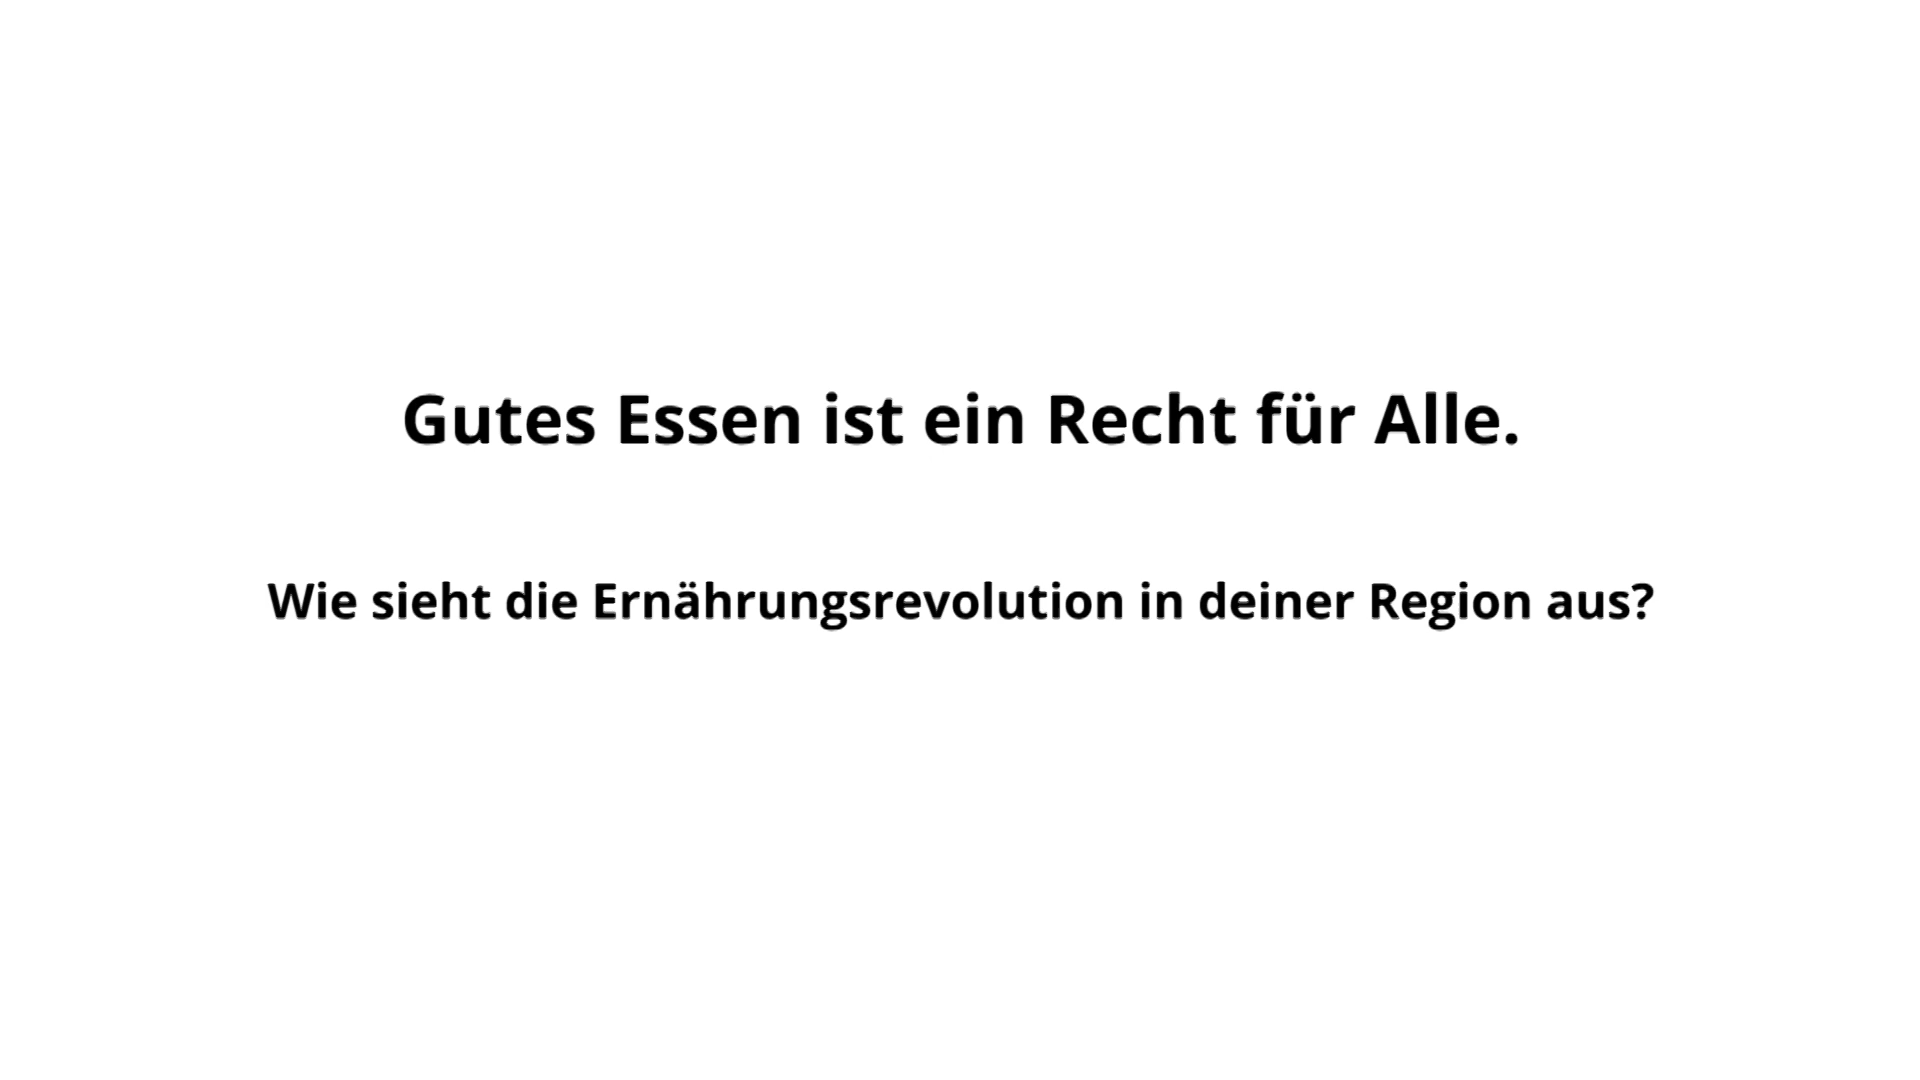 Gutes Essen ist ein Recht für Alle.
Wie sieht die Ernährungsrevolution in deiner Region aus?